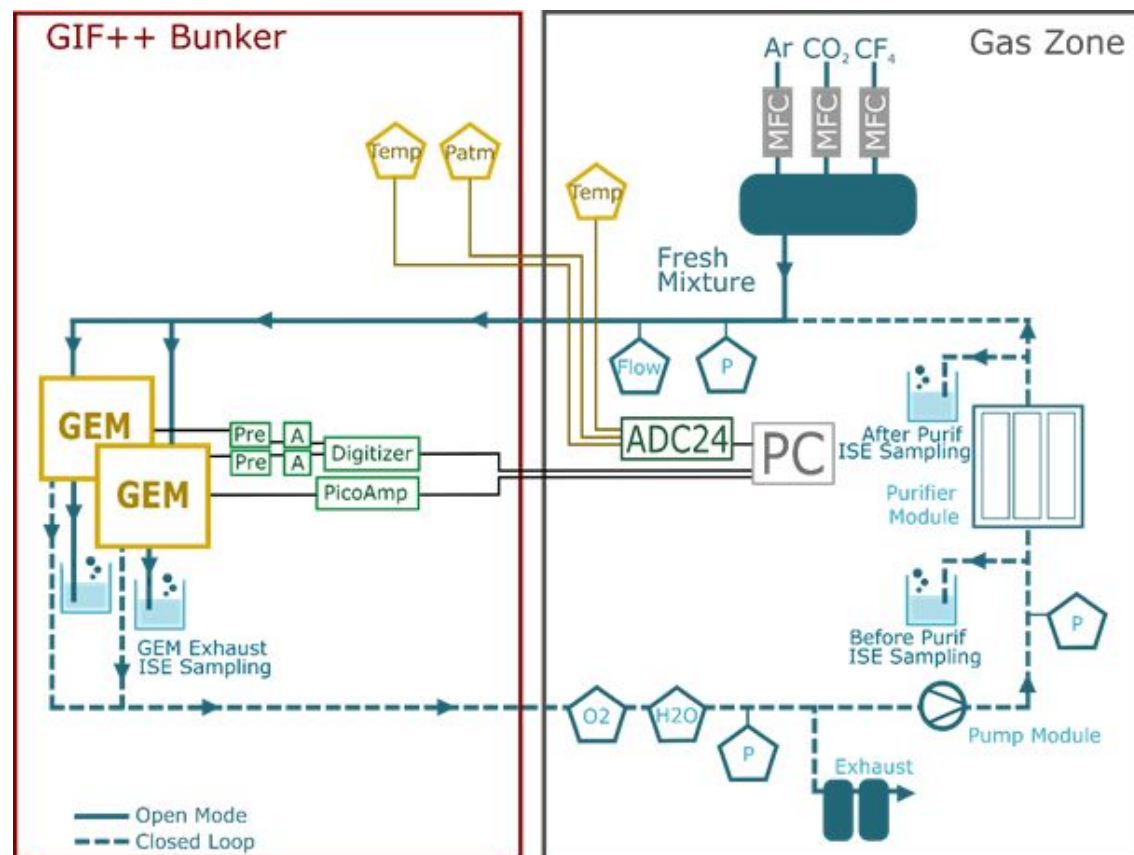 GIF++ Bunker
Gas Zone
Ar CO₂ CF₄
MFC
MFC
MFC
Temp
Patm
Temp
Fresh
Mixture
Flow
P
GEM
GEM
Pre
A
Pre
A
Digitizer
PicoAmp
ADC24
PC
After Purif
ISE Sampling
Purifier
Module
Before Purif
ISE Sampling
P
GEM Exhaust
ISE Sampling
O2
H2O
P
Pump Module
Exhaust
Open Mode
Closed Loop